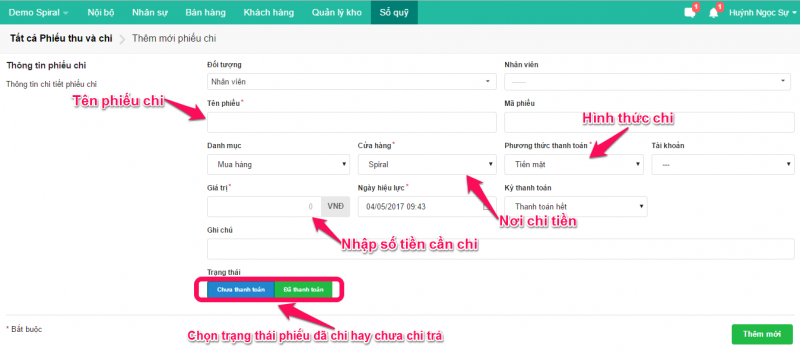 Demo Spiral Nội bộ Nhân sự Bán hàng Khách hàng Quản lý kho Sổ quỹ 1 1 Huỳnh Ngọc Sự
Tất cả Phiếu thu và chi > Thêm mới phiếu chi
Thông tin phiếu chi
Thông tin chi tiết phiếu chi
Đối tượng Nhân viên
Nhân viên ------
Tên phiếu chi
Tên phiếu * Mã phiếu
Hình thức chi
Danh mục Cửa hàng * Phương thức thanh toán * Tài khoản
Mua hàng Spiral Tiền mặt ---
Giá trị * Ngày hiệu lực * Kỳ thanh toán
0 VNĐ 04/05/2017 09:43 Thanh toán hết
Nơi chi tiền
Nhập số tiền cần chi
Ghi chú
Trạng thái
Chưa thanh toán Đã thanh toán
Chọn trạng thái phiếu đã chi hay chưa chi trả
* Bắt buộc Thêm mới